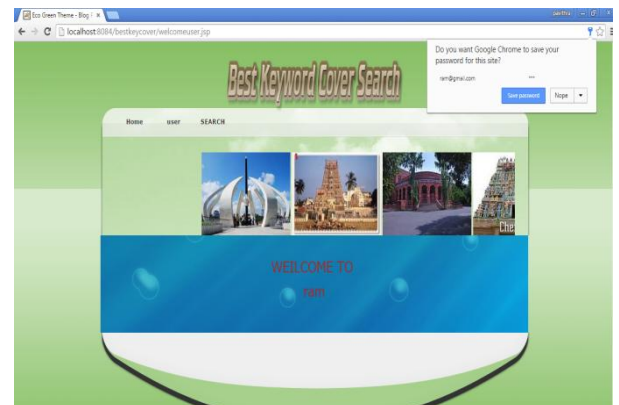 Eco Green Theme - Blog F
localhost:8084/bestkeycover/welcomeuser.jsp
Do you want Google Chrome to save your
password for this site?
ram@gmail.com ***
Save password Nope
Best Keyword Cover Search
Home user SEARCH
Che
WEILCOME TO
ram